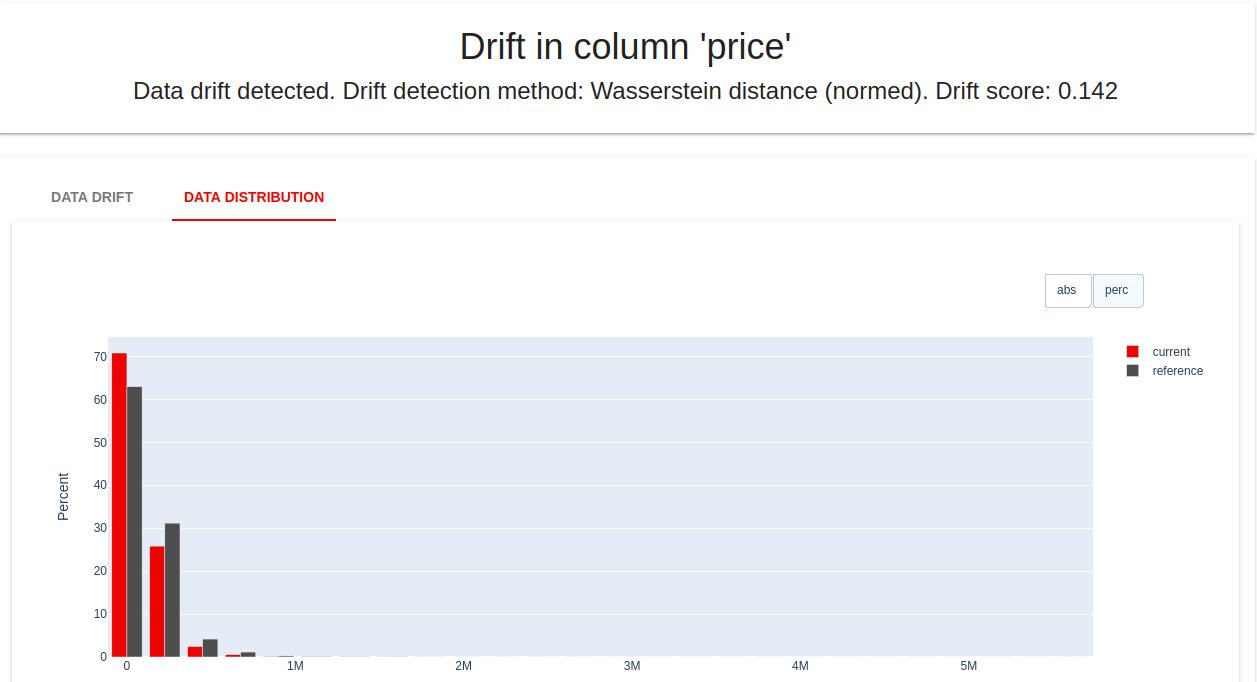 Drift in column 'price'
Data drift detected. Drift detection method: Wasserstein distance (normed). Drift score: 0.142
DATA DRIFT
DATA DISTRIBUTION
abs
perc
current
reference
Percent
70
60
50
40
30
20
10
0
0
1M
2M
3M
4M
5M